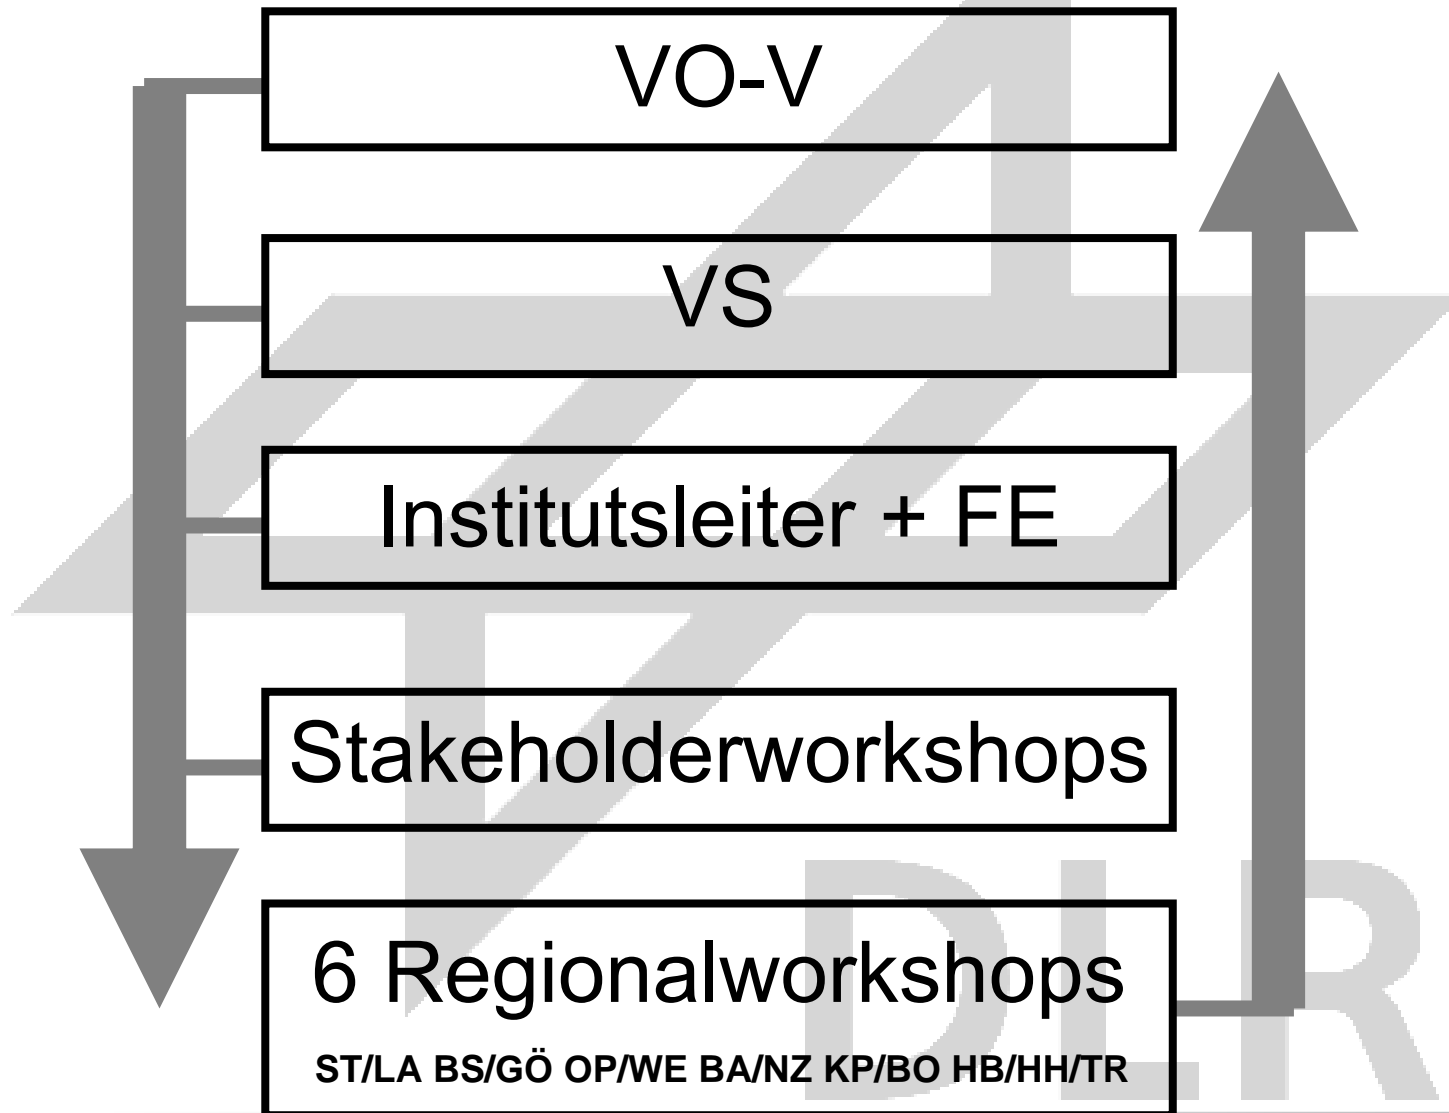 VO-V
VS
Institutsleiter + FE
Stakeholderworkshops
6 Regionalworkshops
ST/LA BS/GÖ OP/WE BA/NZ KP/BO HB/HH/TR
DLR